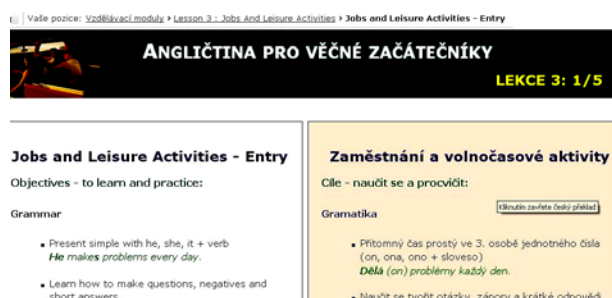 Vaše pozice: Vzdělávací moduly › Lesson 3 : Jobs And Leisure Activities › Jobs and Leisure Activities - Entry
ANGLIČTINA PRO VĚČNÉ ZAČÁTEČNÍKY
LEKCE 3: 1/5
Jobs and Leisure Activities - Entry
Objectives - to learn and practice:
Grammar
Present simple with he, she, it + verb
He makes problems every day.
Learn how to make questions, negatives and
short answers
Zaměstnání a volnočasové aktivity
Cíle - naučit se a procvičit:
Kliknutím zavřete český překlad.
Gramatika
Přítomný čas prostý ve 3. osobě jednotného čísla
(on, ona, ono + sloveso)
Dělá (on) problémy každý den.
Naučit se tvořit otázky, zápory a krátké odpovědi